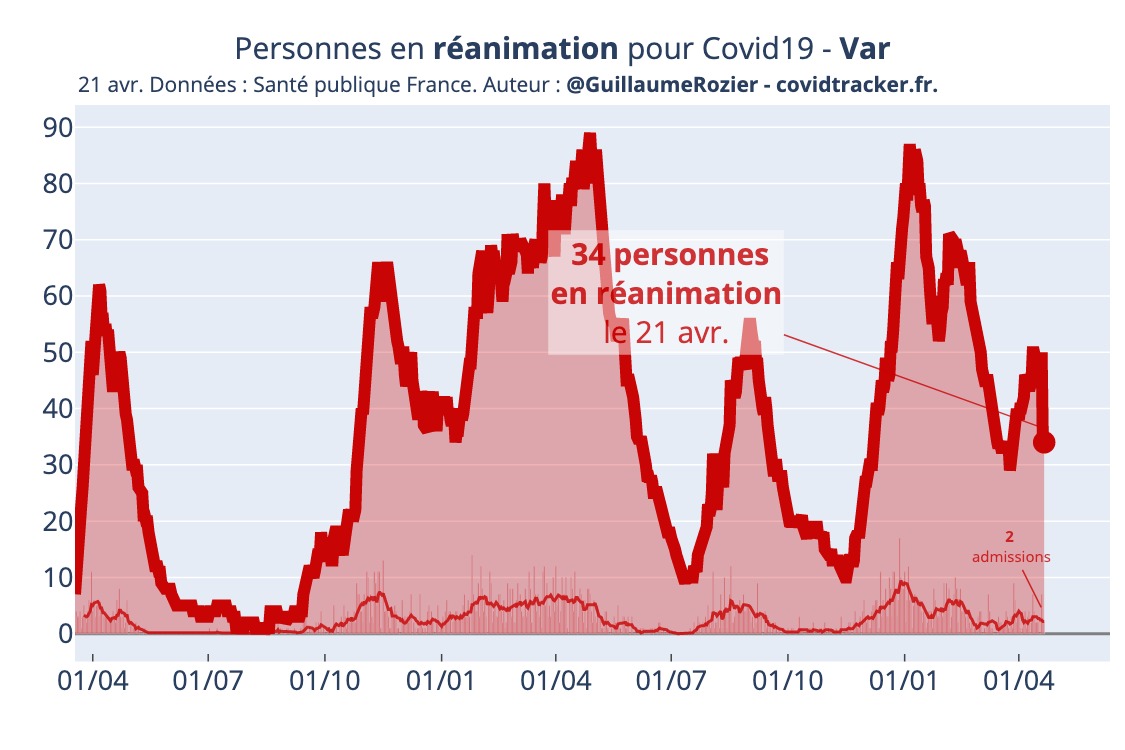 Personnes en réanimation pour Covid19 - Var
21 avr. Données : Santé publique France. Auteur : @GuillaumeRozier - covidtracker.fr.
90
80
70
60
50
40
30
20
10
0
34 personnes
en réanimation
le 21 avr.
2
admissions
01/04 01/07 01/10 01/01 01/04 01/07 01/10 01/01 01/04